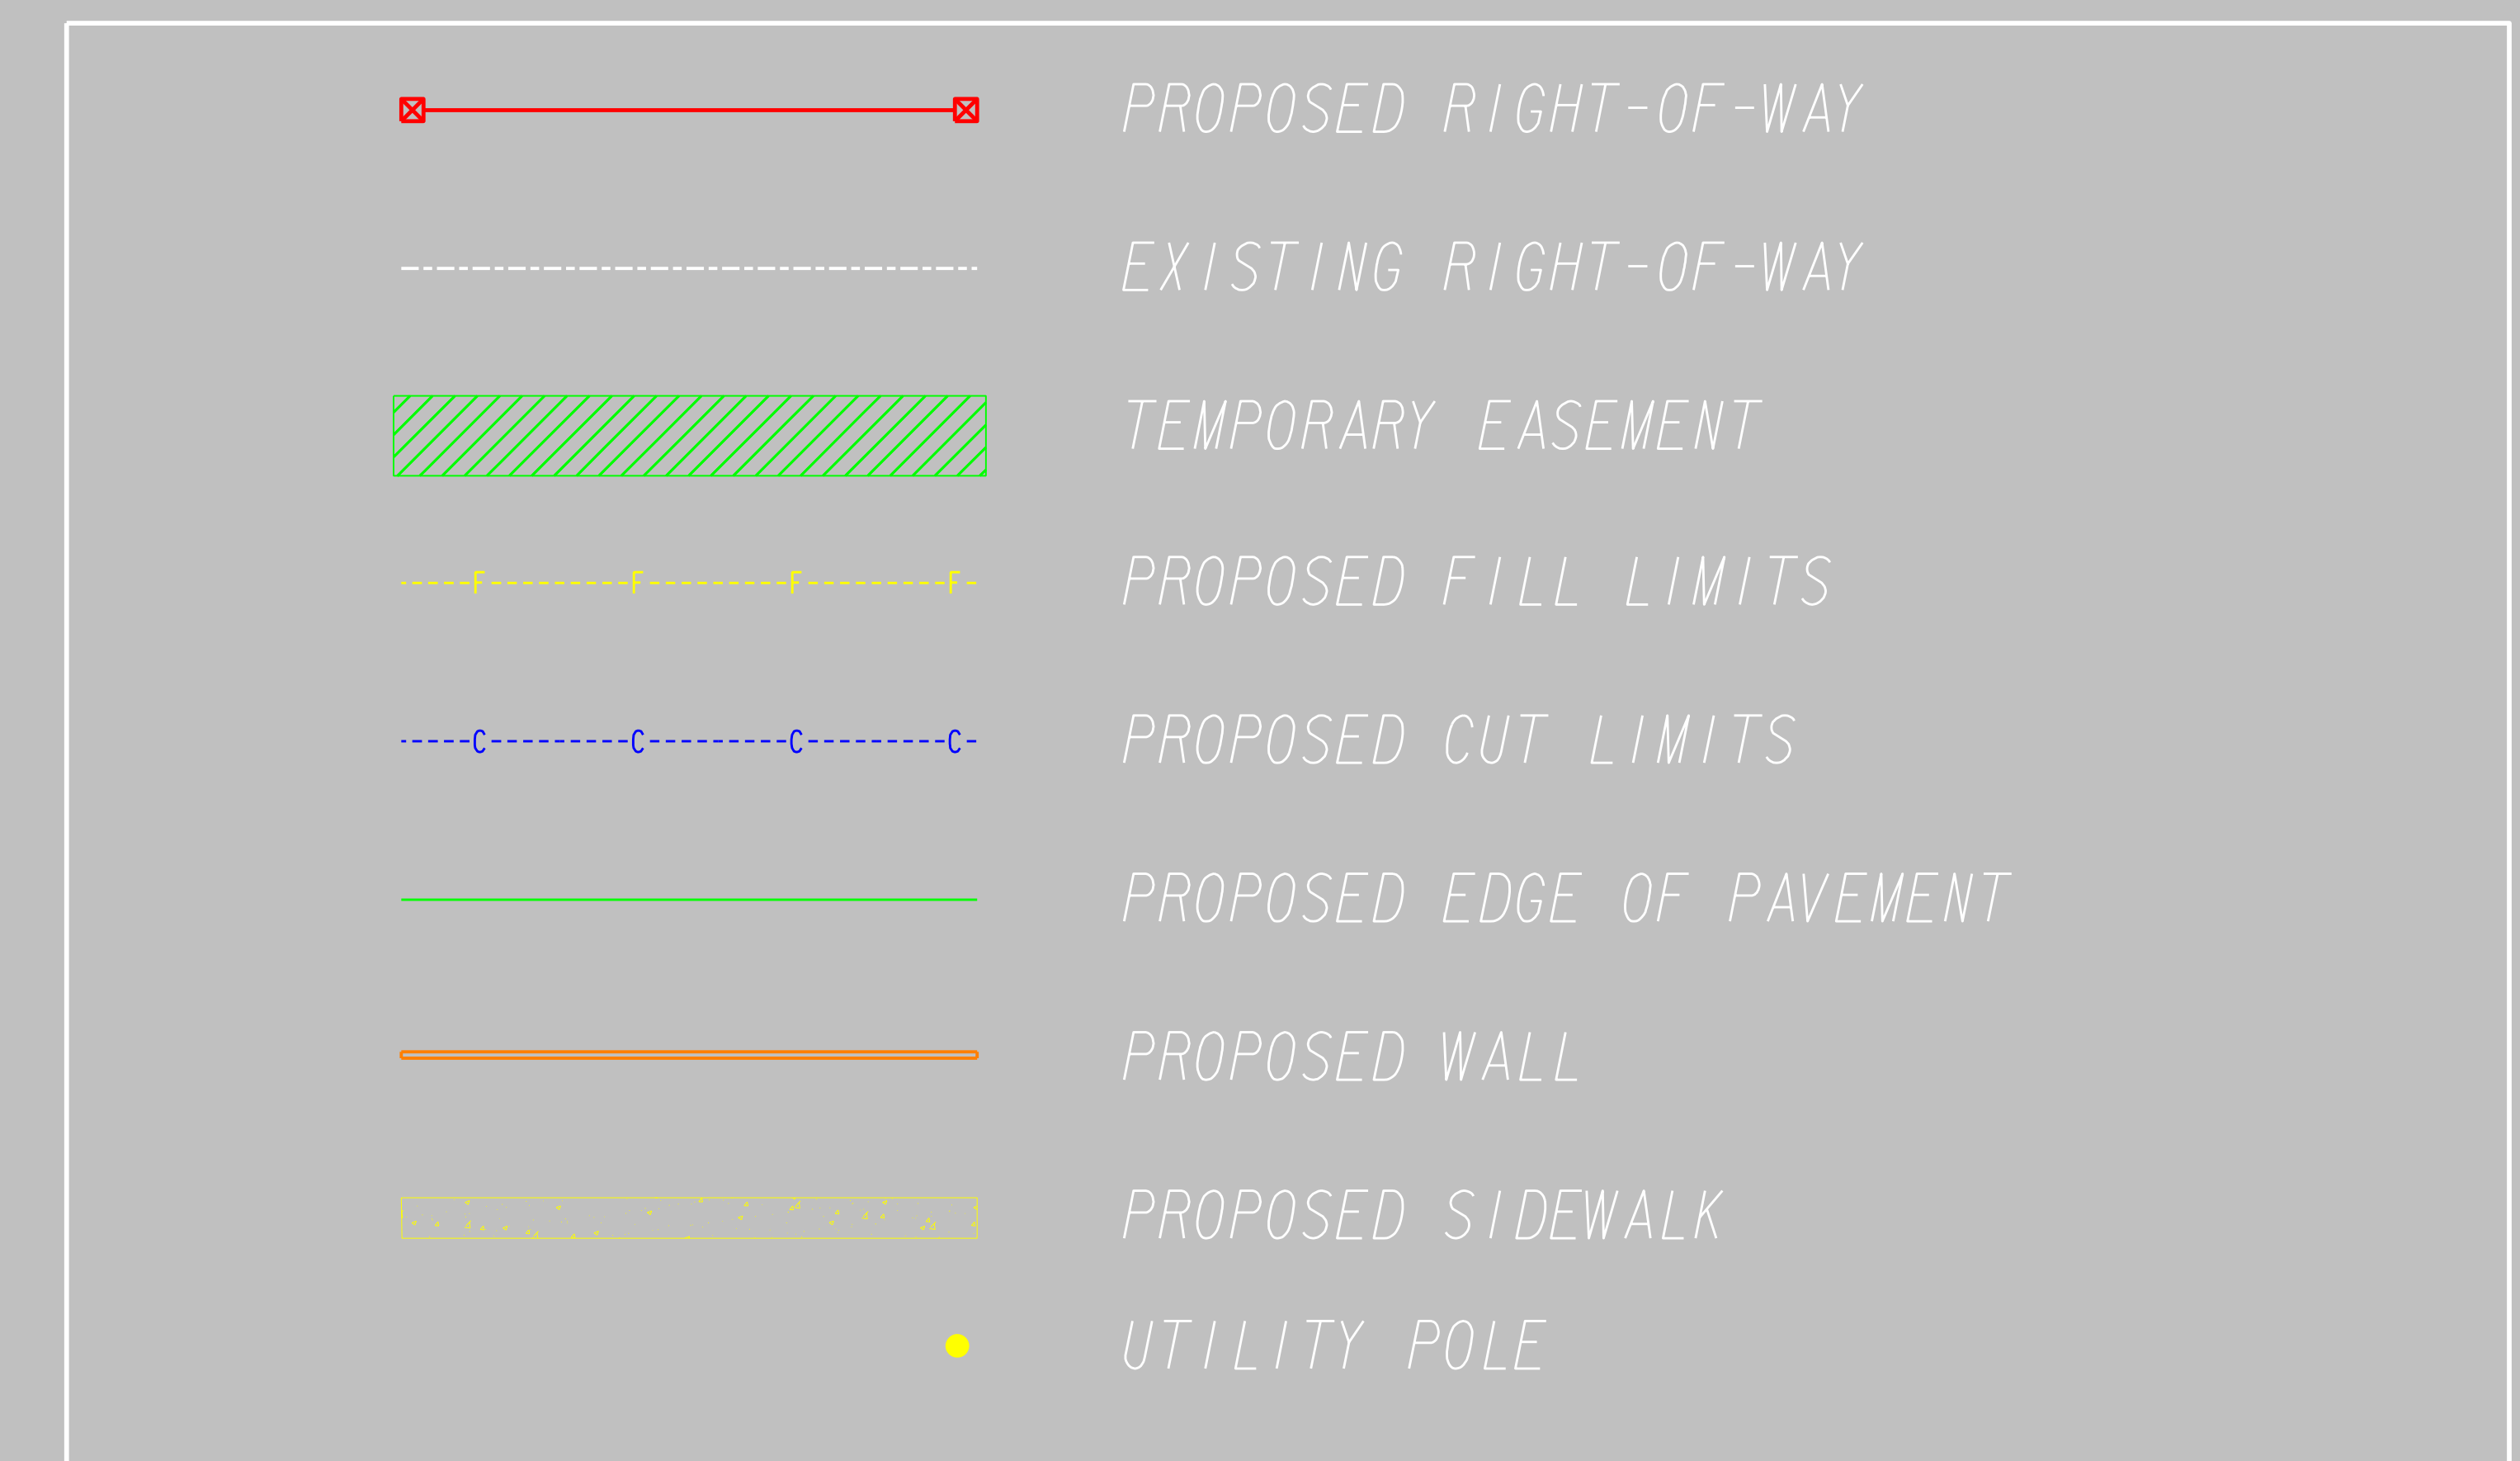 PROPOSED RIGHT-OF-WAY
EXISTING RIGHT-OF-WAY
TEMPORARY EASEMENT
F F F F PROPOSED FILL LIMITS
C C C C PROPOSED CUT LIMITS
PROPOSED EDGE OF PAVEMENT
PROPOSED WALL
PROPOSED SIDEWALK
UTILITY POLE